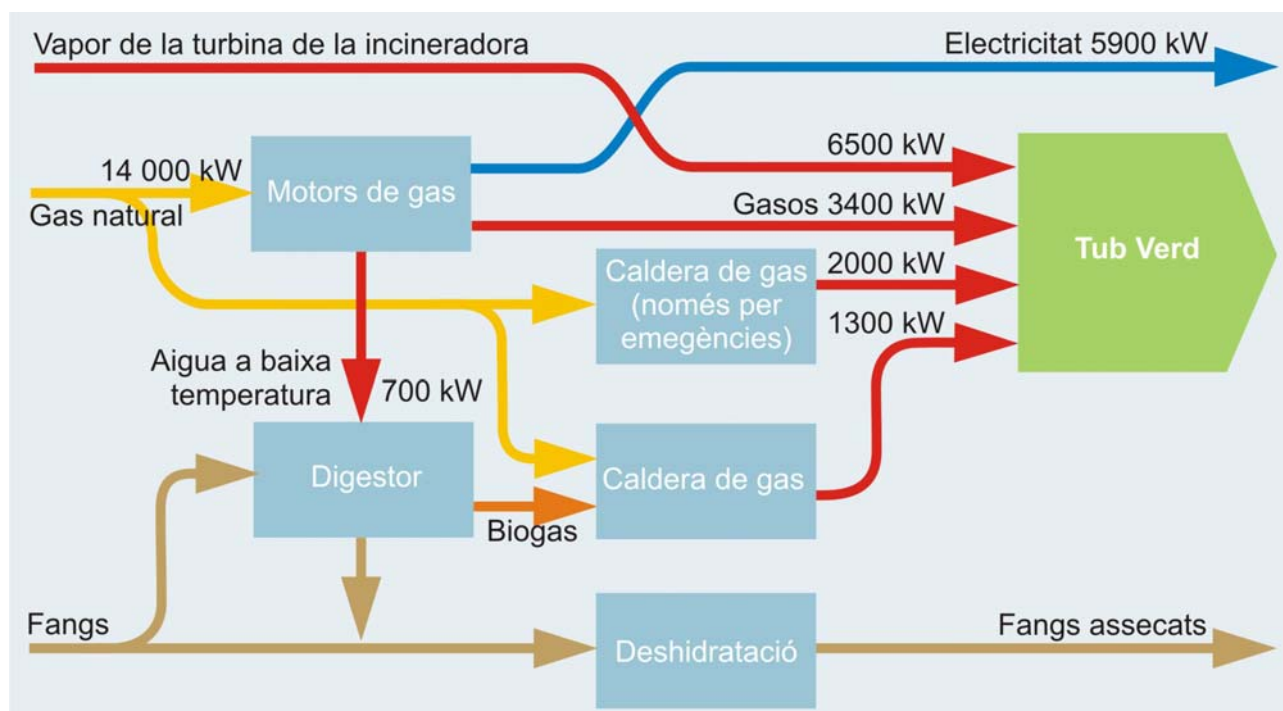 Vapor de la turbina de la incineradora
Electricitat 5900 kW
14 000 kW
Gas natural
Motors de gas
6500 kW
Gasos 3400 kW
Caldera de gas
(només per
emegències)
2000 kW
1300 kW
Tub Verd
Aigua a baixa
temperatura
700 kW
Digestor
Biogas
Caldera de gas
Fangs
Deshidratació
Fangs assecats